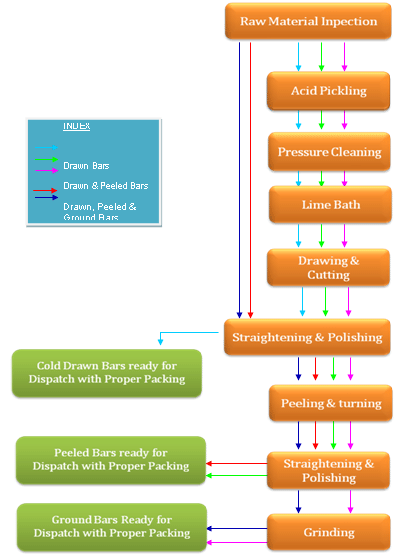 Raw Material Inpection
Acid Pickling
INDEX
Drawn Bars
Drawn & Peeled Bars
Drawn, Peeled &
Ground Bars
Pressure Cleaning
Lime Bath
Drawing &
Cutting
Straightening & Polishing
Cold Drawn Bars ready for
Dispatch with Proper Packing
Peeling & turning
Peeled Bars ready for
Dispatch with Proper Packing
Straightening &
Polishing
Ground Bars Ready for
Dispatch with Proper Packing
Grinding